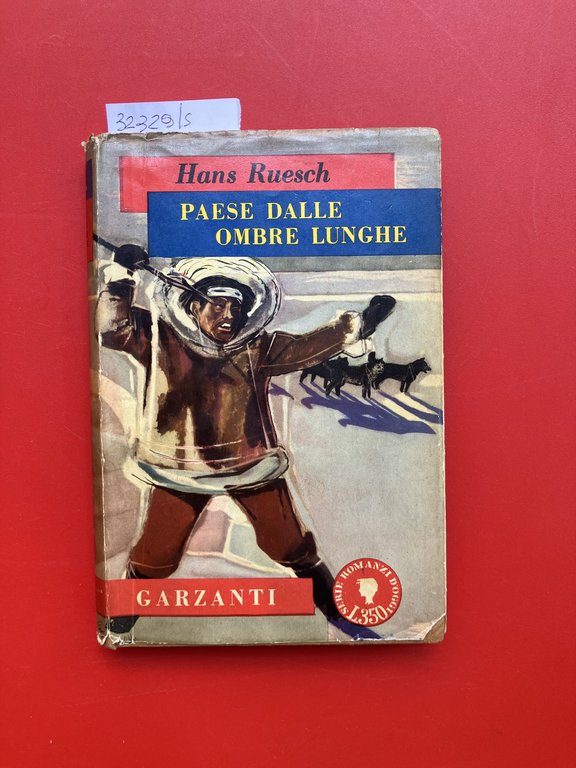 32329/s
Hans Ruesch
PAESE DALLE
OMBRE LUNGHE
GARZANTI
SERIE ROMANZI D'OGGI
L.350